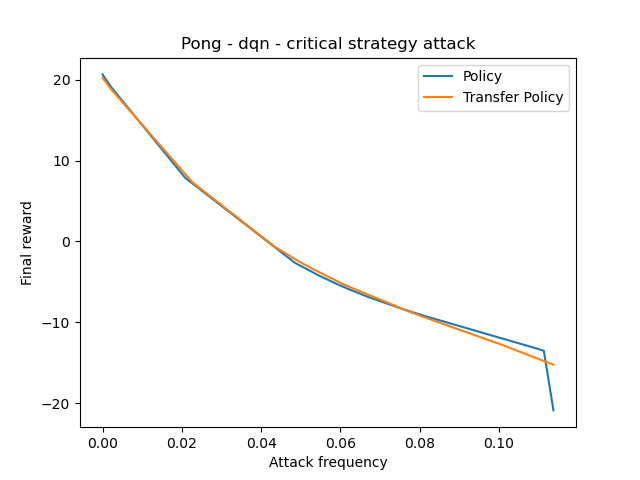 Pong - dqn - critical strategy attack
Policy
Transfer Policy
Final reward
20
10
0
−10
−20
0.00 0.02 0.04 0.06 0.08 0.10
Attack frequency